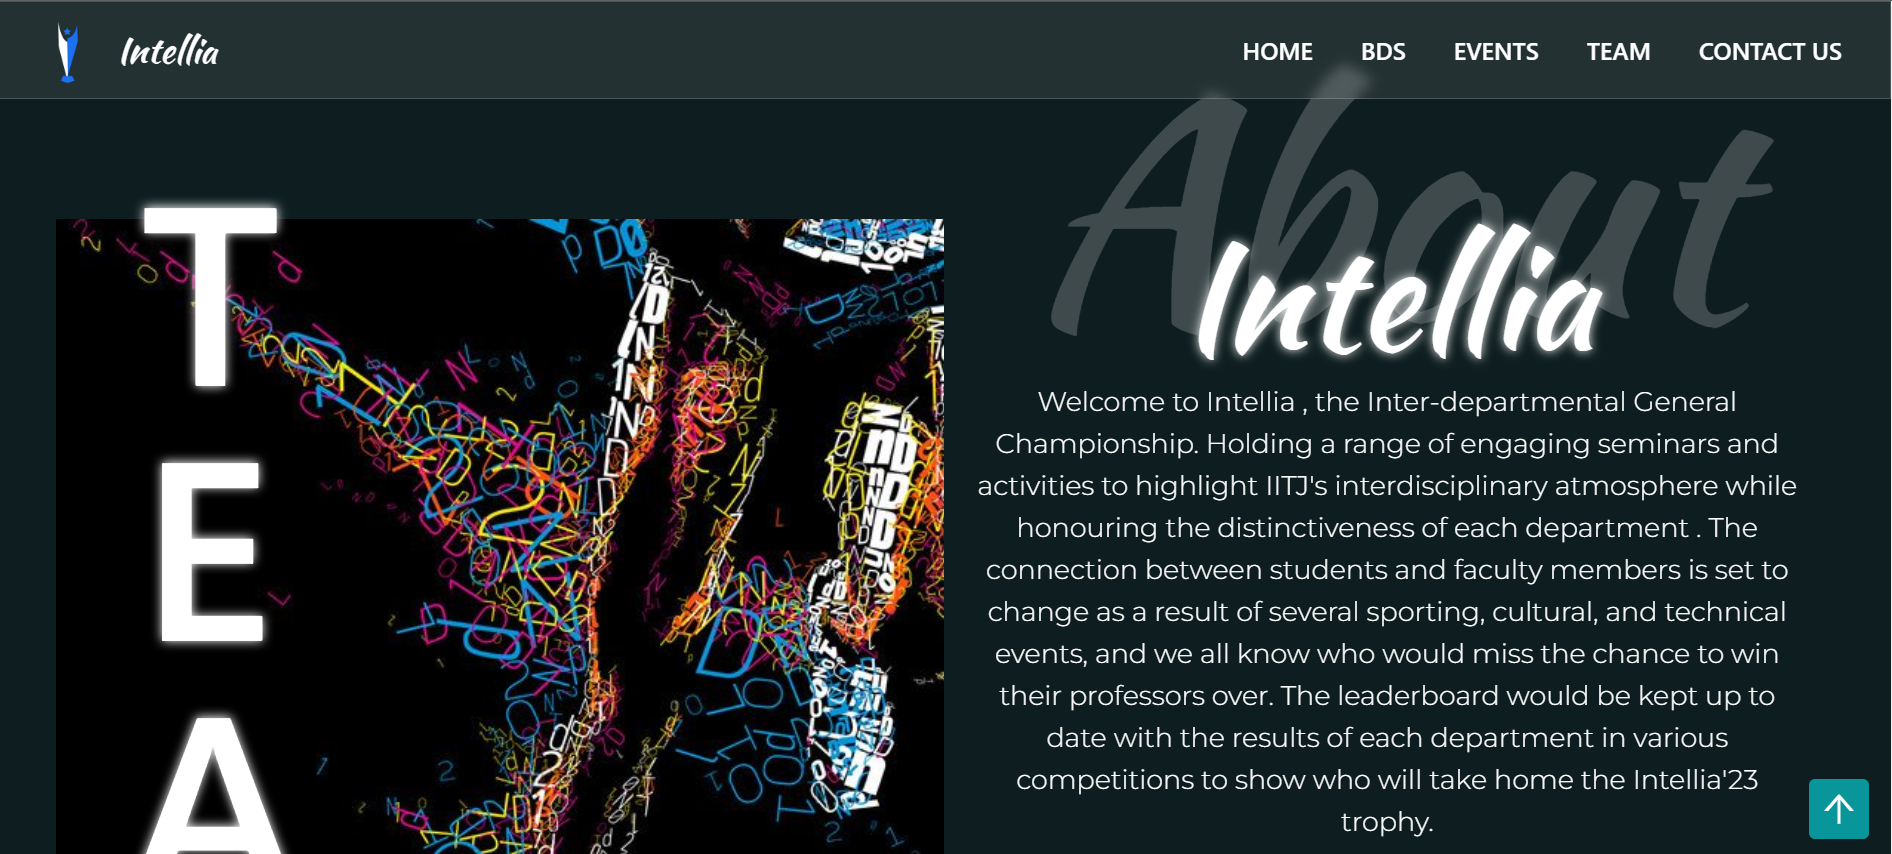 Intellia
HOME BDS EVENTS TEAM CONTACT US
T
E
A
About
Intellia
Welcome to Intellia , the Inter-departmental General
Championship. Holding a range of engaging seminars and
activities to highlight IITJ's interdisciplinary atmosphere while
honouring the distinctiveness of each department . The
connection between students and faculty members is set to
change as a result of several sporting, cultural, and technical
events, and we all know who would miss the chance to win
their professors over. The leaderboard would be kept up to
date with the results of each department in various
competitions to show who will take home the Intellia'23
trophy.